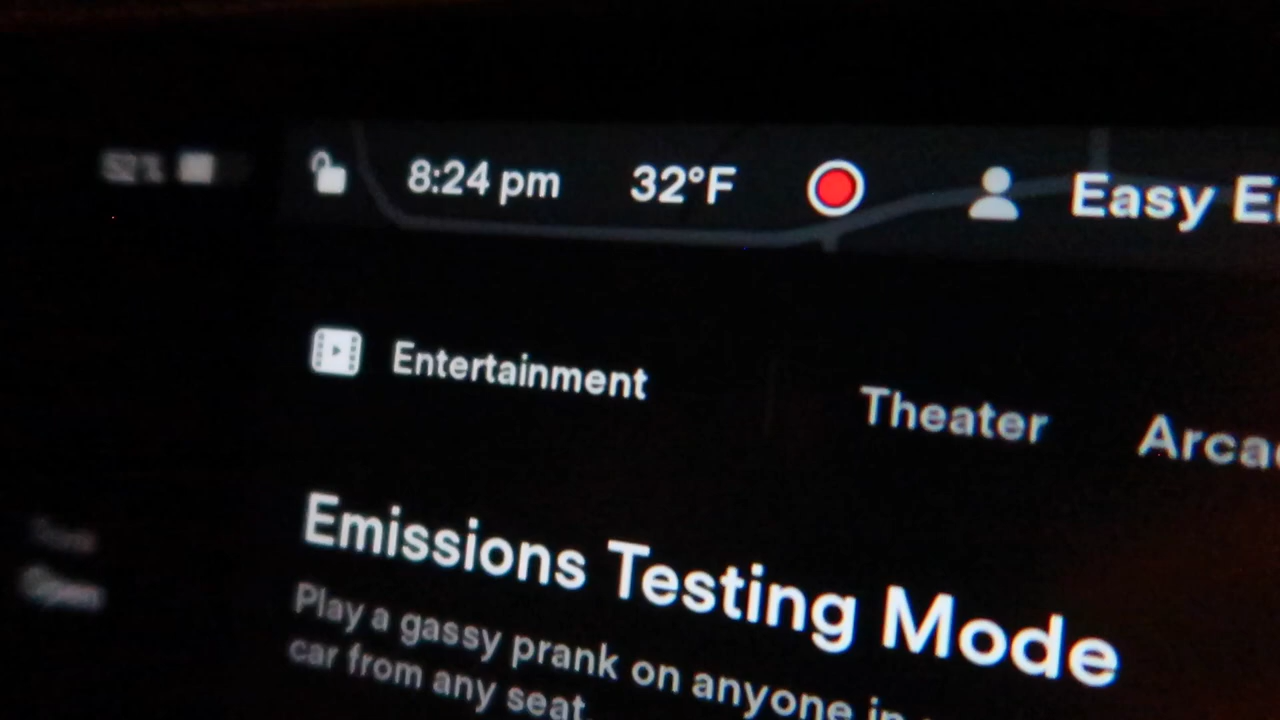 8:24 pm 32°F Easy
Entertainment Theater
Emissions Testing Mode
Play a gassy prank on anyone in
car from any seat.
Open